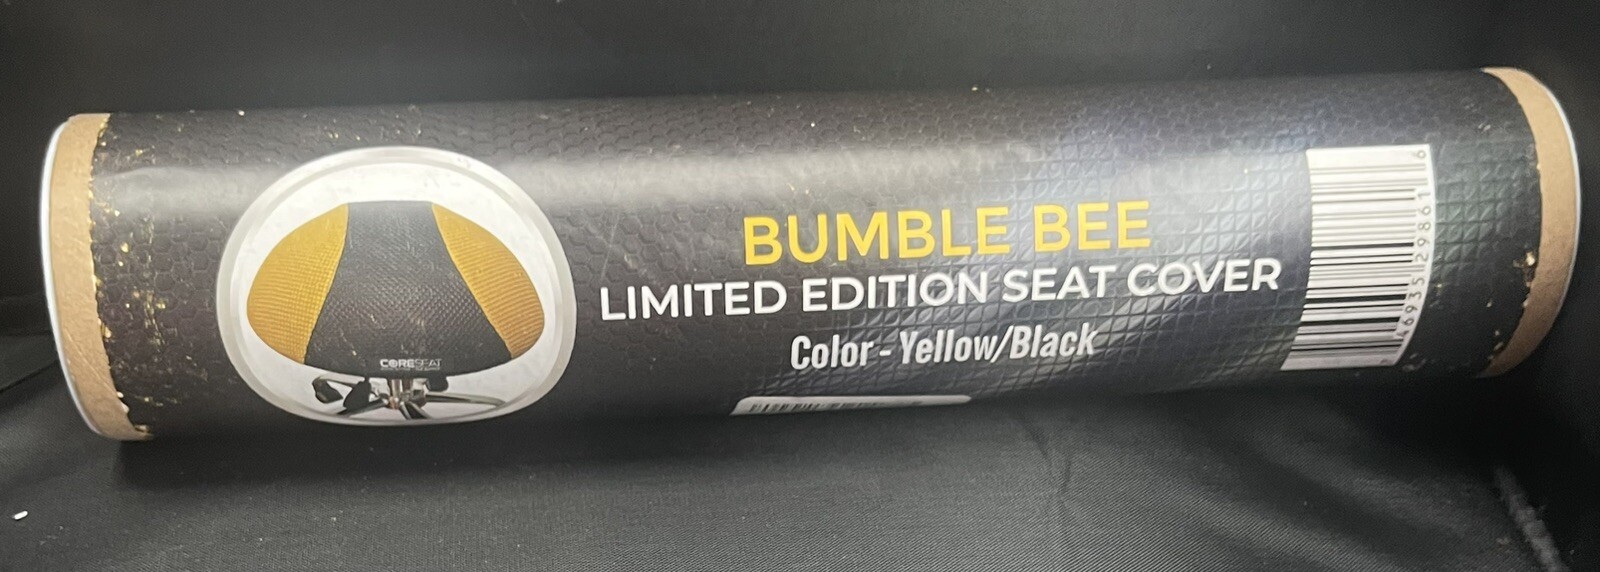 BUMBLE BEE
LIMITED EDITION SEAT COVER
Color - Yellow/Black
CORESEAT